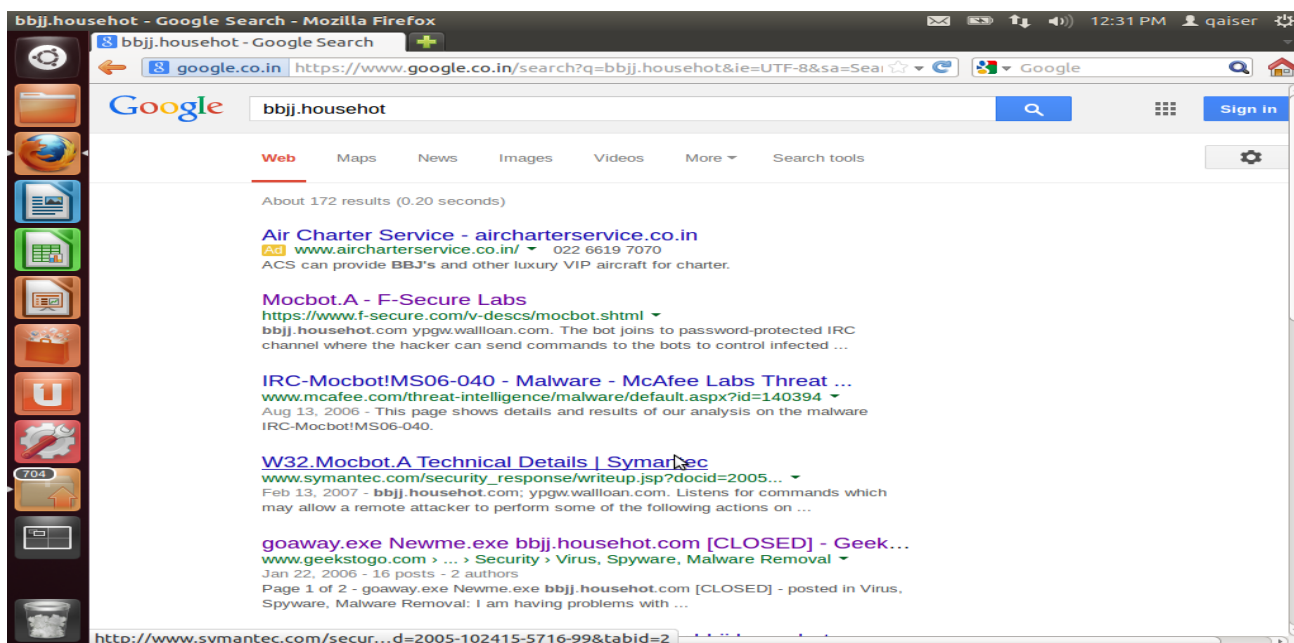 bbjj.househot - Google Search - Mozilla Firefox 12:31 PM qaiser
8 bbjj.househot - Google Search
8 google.co.in https://www.google.co.in/search?q=bbjj.househot&ie=UTF-8&sa=Sear Google
Google bbjj.househot Sign in
Web Maps News Images Videos More Search tools
About 172 results (0.20 seconds)
Air Charter Service - aircharterservice.co.in
Ad www.aircharterservice.co.in/ 022 6619 7070
ACS can provide BBJ's and other luxury VIP aircraft for charter.
Mocbot.A - F-Secure Labs
https://www.f-secure.com/v-descs/mocbot.shtml
bbjj.househot.com ypgw.wallloan.com. The bot joins to password-protected IRC
channel where the hacker can send commands to the bots to control infected ...
IRC-Mocbot!MS06-040 - Malware - McAfee Labs Threat ...
www.mcafee.com/threat-intelligence/malware/default.aspx?id=140394
Aug 13, 2006 - This page shows details and results of our analysis on the malware
IRC-Mocbot!MS06-040.
W32.Mocbot.A Technical Details | Symantec
www.symantec.com/security_response/writeup.jsp?docid=2005...
Feb 13, 2007 - bbjj.househot.com; ypgw.wallloan.com. Listens for commands which
may allow a remote attacker to perform some of the following actions on ...
704
goaway.exe Newme.exe bbjj.househot.com [CLOSED] - Geek...
www.geekstogo.com › ... › Security › Virus, Spyware, Malware Removal
Jan 22, 2006 - 16 posts - 2 authors
Page 1 of 2 - goaway.exe Newme.exe bbjj.househot.com [CLOSED] - posted in Virus,
Spyware, Malware Removal: I am having problems with ...
http://www.symantec.com/secur...d=2005-102415-5716-99&tabid=2